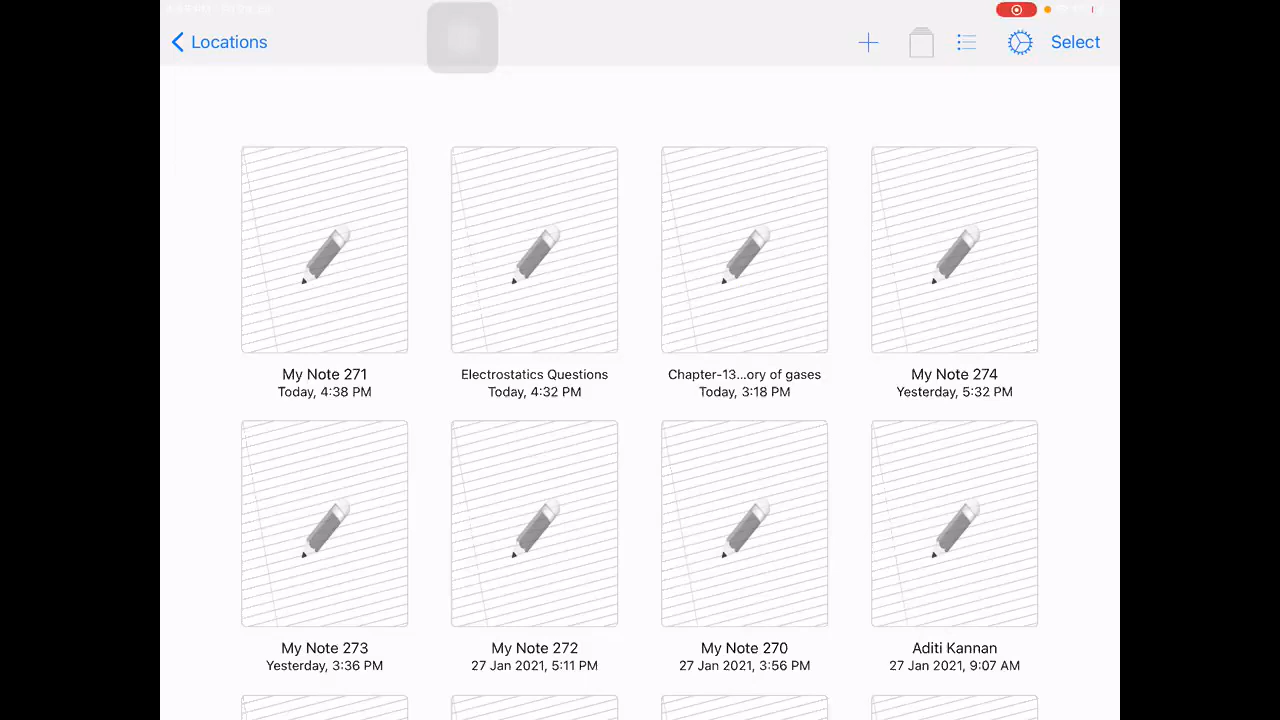 Locations
Select
My Note 271
Today, 4:38 PM
Electrostatics Questions
Today, 4:32 PM
Chapter-13...ory of gases
Today, 3:18 PM
My Note 274
Yesterday, 5:32 PM
My Note 273
Yesterday, 3:36 PM
My Note 272
27 Jan 2021, 5:11 PM
My Note 270
27 Jan 2021, 3:56 PM
Aditi Kannan
27 Jan 2021, 9:07 AM